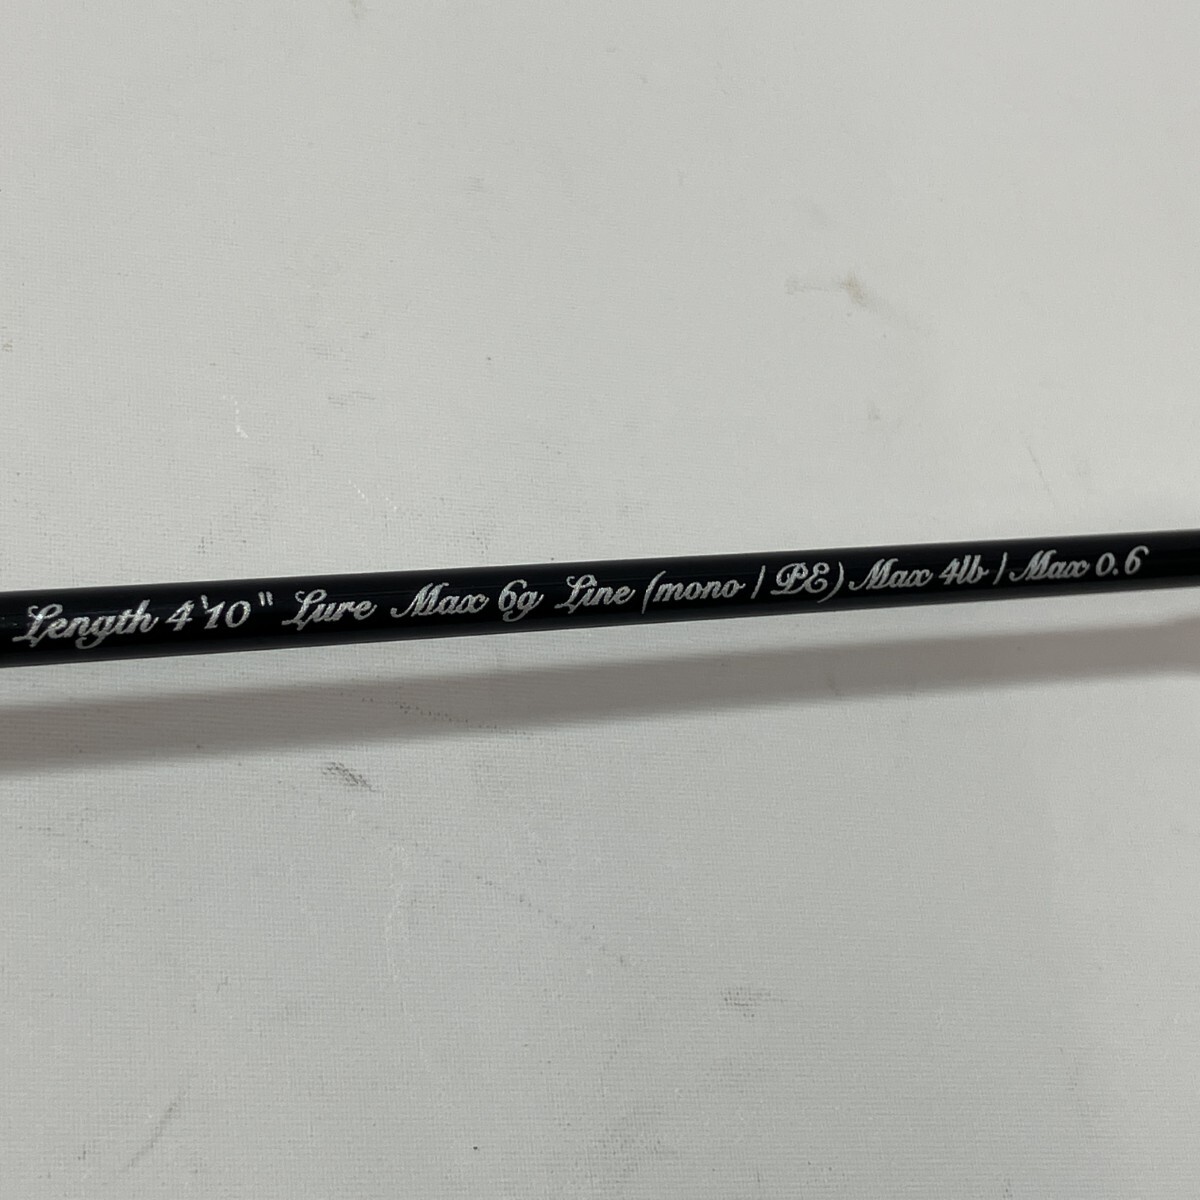 Length 4'10" Lure Max 6g Line (mono / PE) Max 4lb / Max 0.6